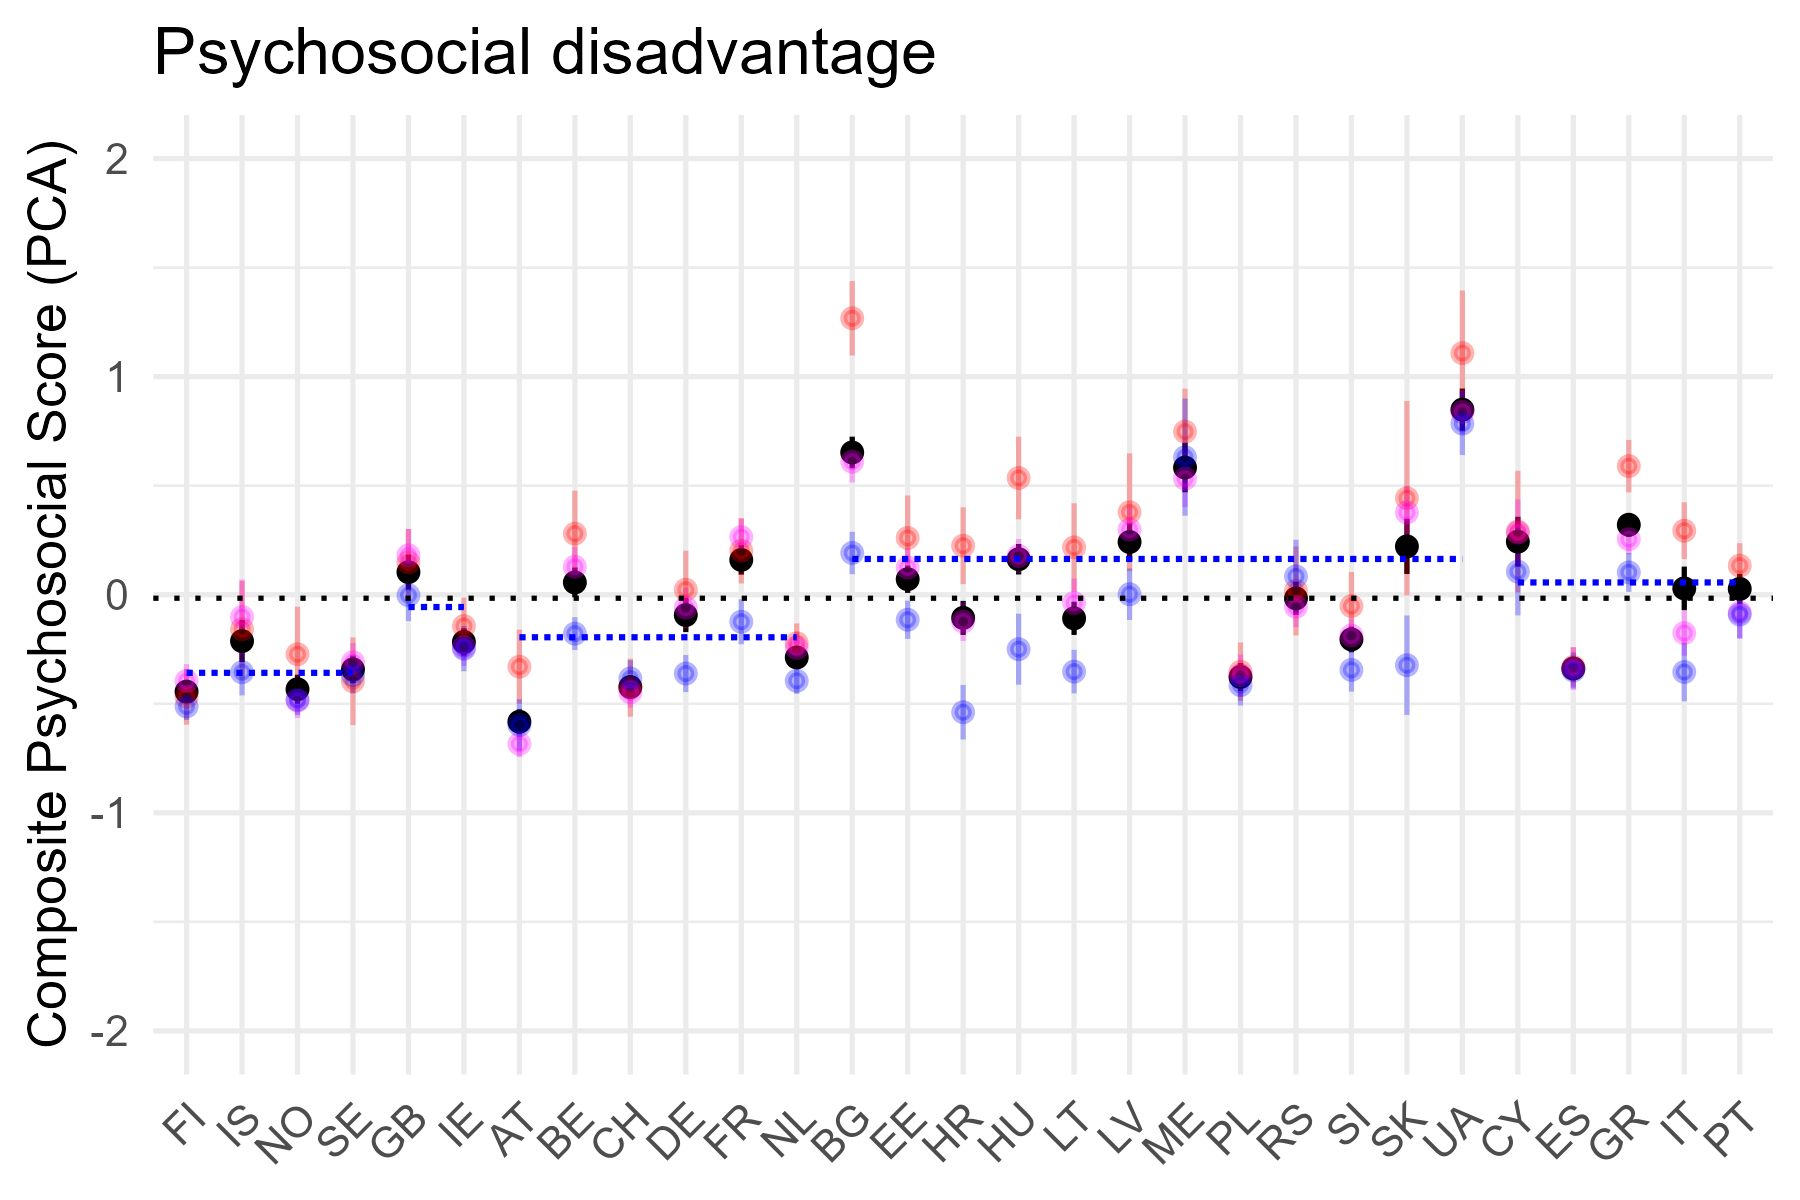 Psychosocial disadvantage
Composite Psychosocial Score (PCA)
2
1
0
-1
-2
FI IS NO SE GB IE AT BE CH DE FR NL BG EE HR HU LT LV ME PL RS SI SK UA CY ES GR IT PT